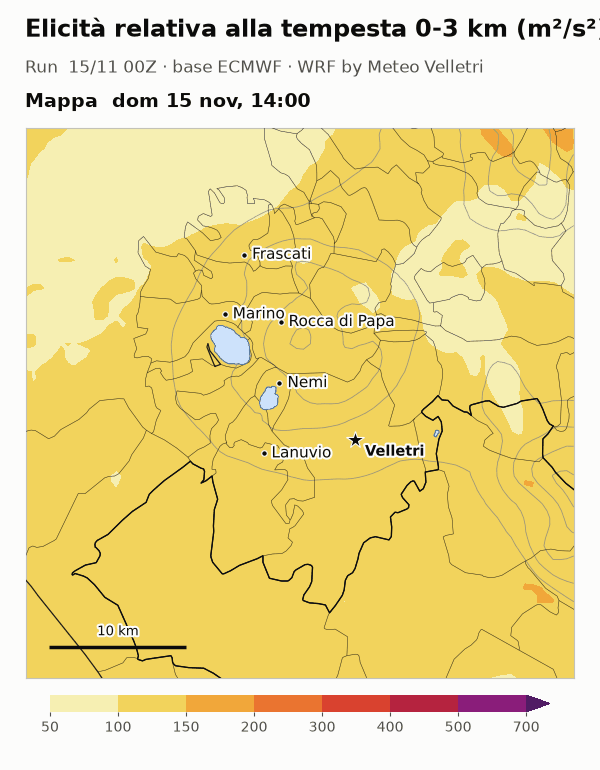 Elicità relativa alla tempesta 0-3 km (m²/s²)
Run  15/11 00Z · base ECMWF · WRF by Meteo Velletri
Mappa  dom 15 nov, 14:00
Frascati
Marino
Rocca di Papa
Nemi
Velletri
Lanuvio
10 km
50 100 150 200 300 400 500 700